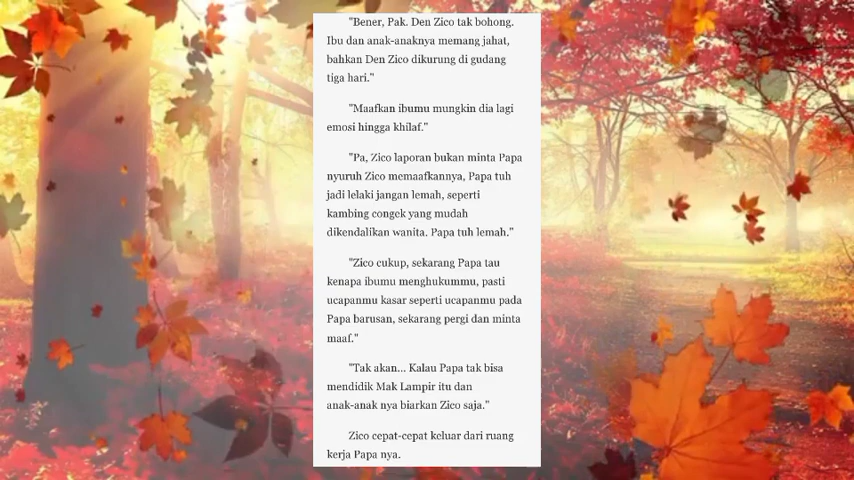 "Bener, Pak. Den Zico tak bohong.
Ibu dan anak-anaknya memang jahat,
bahkan Den Zico dikurung di gudang
tiga hari."
"Maafkan ibumu mungkin dia lagi
emosi hingga khilaf."
"Pa, Zico laporan bukan minta Papa
nyuruh Zico memaafkannya, Papa tuh
jadi lelaki jangan lemah, seperti
kambing congek yang mudah
dikendalikan wanita. Papa tuh lemah."
"Zico cukup, sekarang Papa tau
kenapa ibumu menghukummu, pasti
ucapanmu kasar seperti ucapanmu pada
Papa barusan, sekarang pergi dan minta
maaf."
"Tak akan... Kalau Papa tak bisa
mendidik Mak Lampir itu dan
anak-anak nya biarkan Zico saja."
Zico cepat-cepat keluar dari ruang
kerja Papa nya.